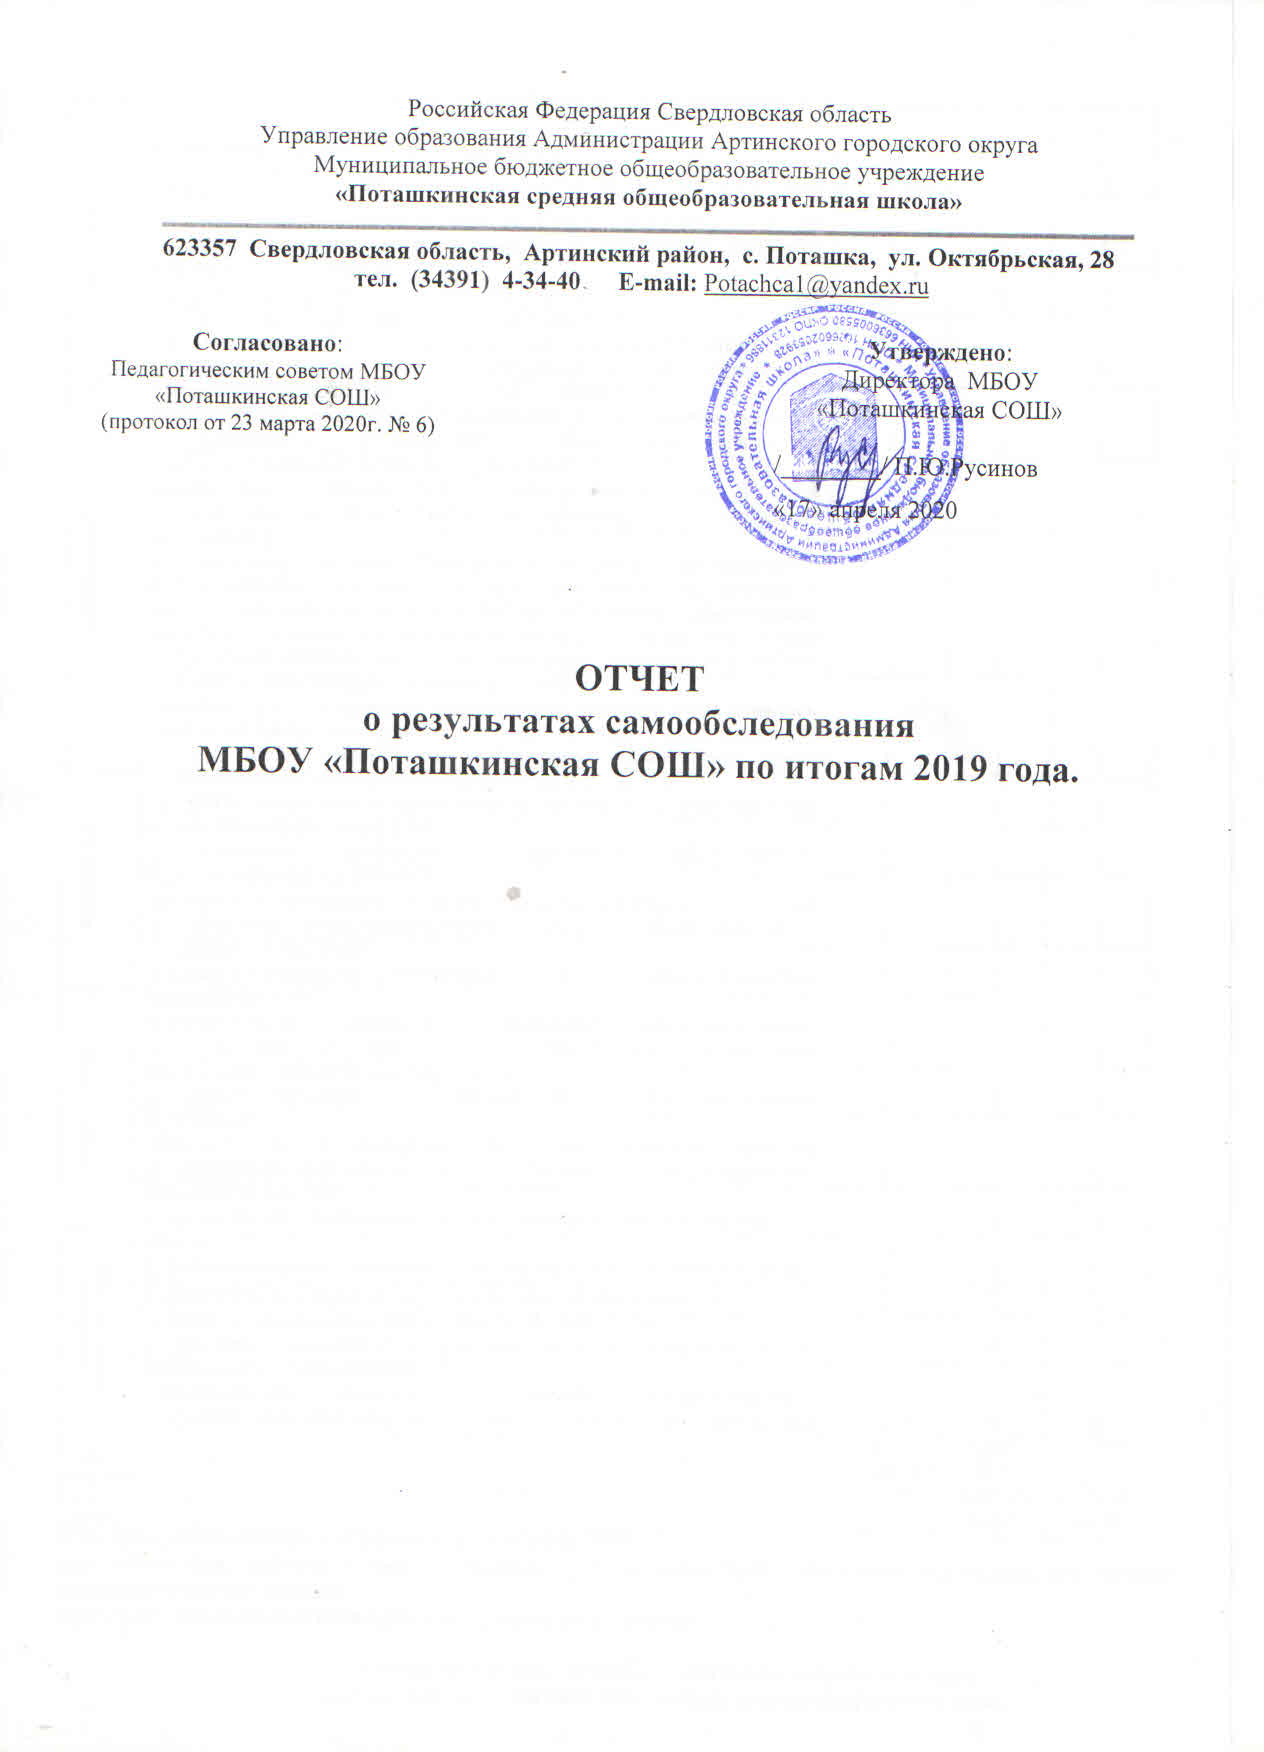 Российская Федерация Свердловская область
Управление образования Администрации Артинского городского округа
Муниципальное бюджетное общеобразовательное учреждение
«Поташкинская средняя общеобразовательная школа»
623357 Свердловская область, Артинский район, с. Поташка, ул. Октябрьская, 28
тел. (34391) 4-34-40. E-mail: Potachca1@yandex.ru
Согласовано:
Педагогическим советом МБОУ
«Поташкинская СОШ»
(протокол от 23 марта 2020г. № 6)
Утверждено:
Директора МБОУ
«Поташкинская СОШ»
/________/ П.Ю.Русинов
«17» апреля 2020
ОТЧЕТ
о результатах самообследования
МБОУ «Поташкинская СОШ» по итогам 2019 года.